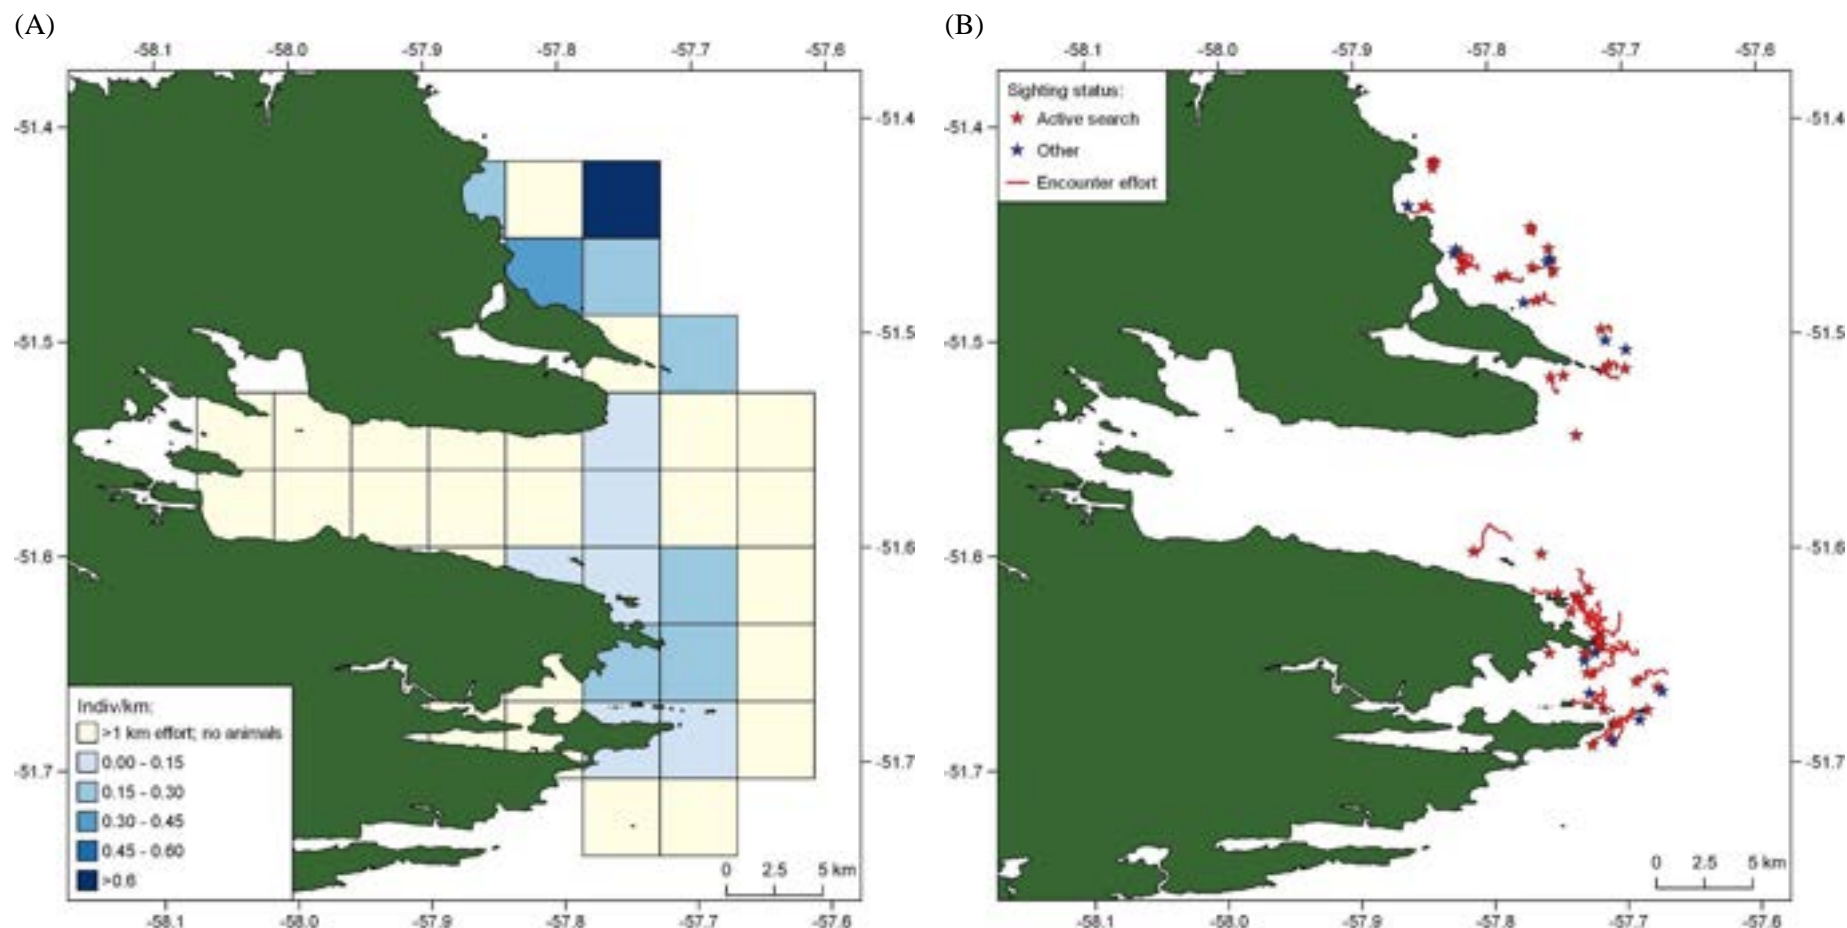 (A)
-58.1 -58.0 -57.9 -57.8 -57.7 -57.6
-51.4 -51.4
-51.5 -51.5
-51.6 -51.6
-51.7 -51.7
Indiv/km:
>1 km effort; no animals
0.00 - 0.15
0.15 - 0.30
0.30 - 0.45
0.45 - 0.60
>0.6
0 2.5 5 km
-58.1 -58.0 -57.9 -57.8 -57.7 -57.6
(B)
-58.1 -58.0 -57.9 -57.8 -57.7 -57.6
Sighting status:
Active search
Other
Encounter effort
-51.4 -51.4
-51.5 -51.5
-51.6 -51.6
-51.7 -51.7
0 2.5 5 km
-58.1 -58.0 -57.9 -57.8 -57.7 -57.6